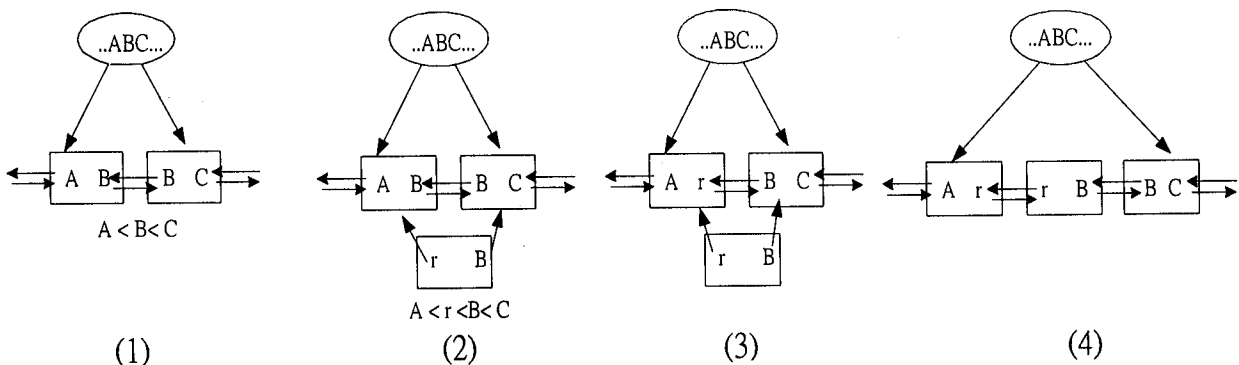 ..ABC...
..ABC...
..ABC...
..ABC...
A B B C
A B B C
A r B C
A r r B B C
A < B < C
r B
r B
A < r < B < C
(1) (2) (3) (4)